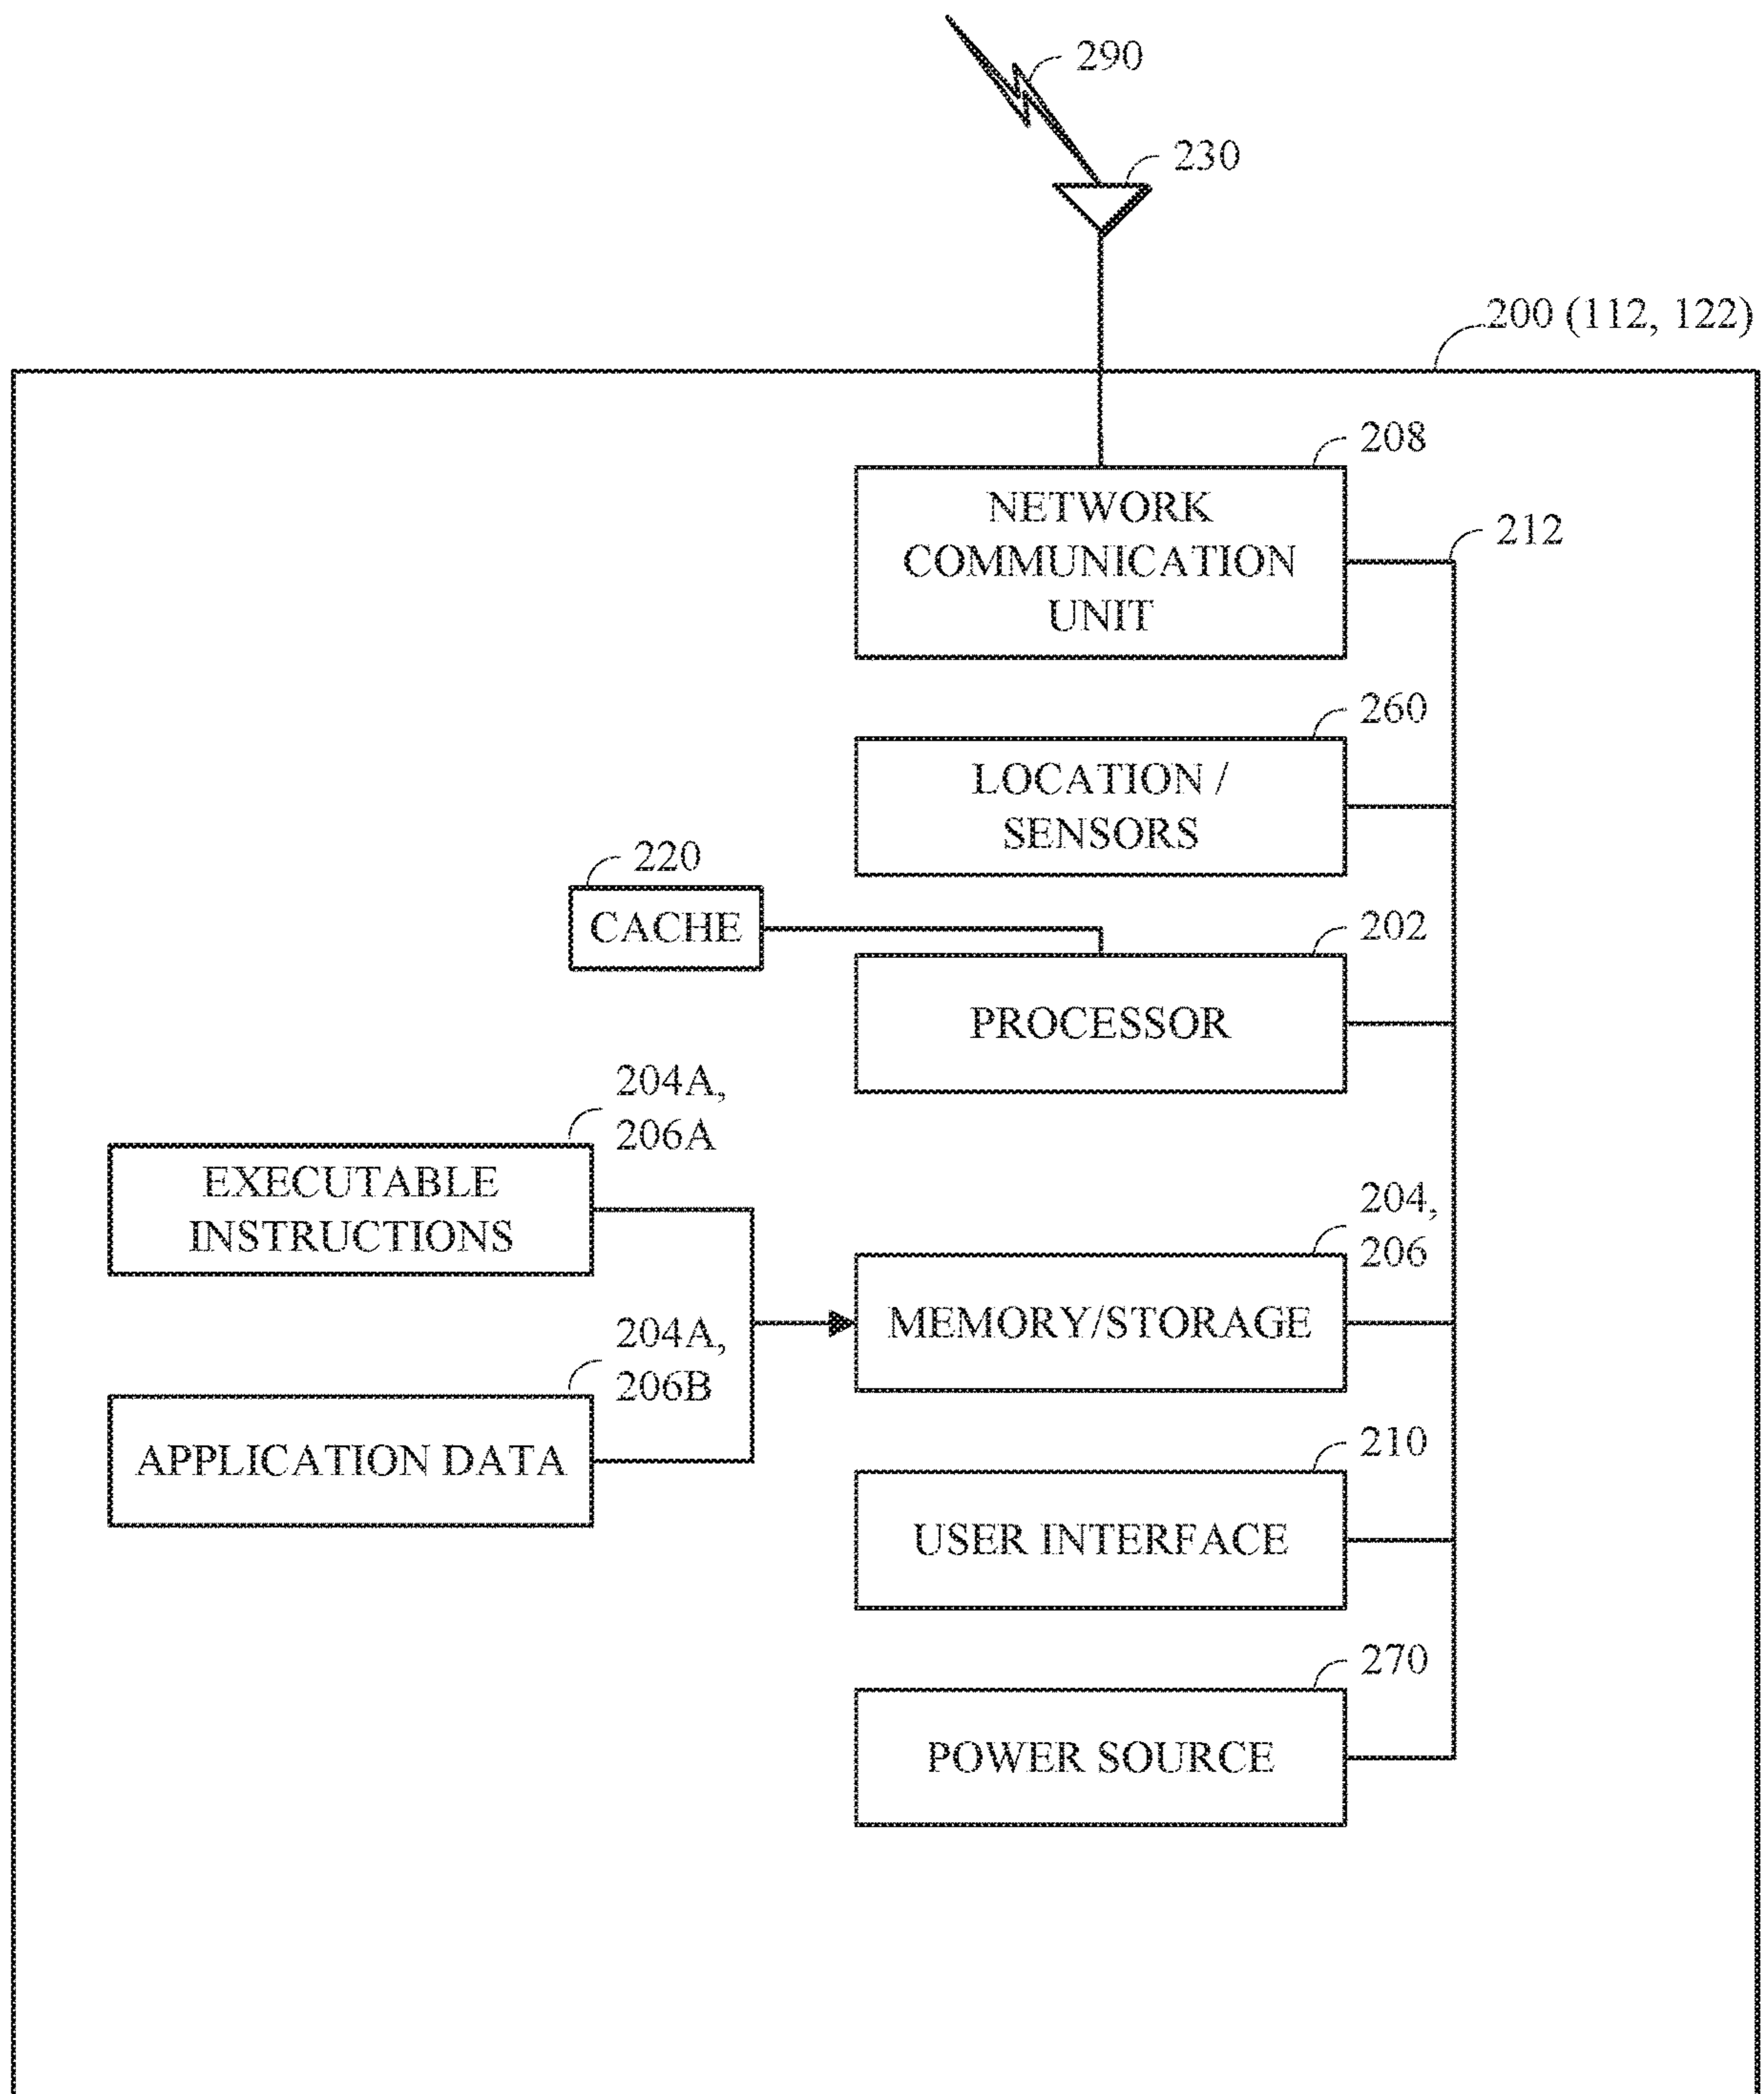 290
230
200 (112, 122)
208
NETWORK
COMMUNICATION
UNIT
212
260
LOCATION /
SENSORS
220
CACHE
202
PROCESSOR
204A,
206A
EXECUTABLE
INSTRUCTIONS
204,
206
MEMORY/STORAGE
204A,
206B
APPLICATION DATA
210
USER INTERFACE
270
POWER SOURCE